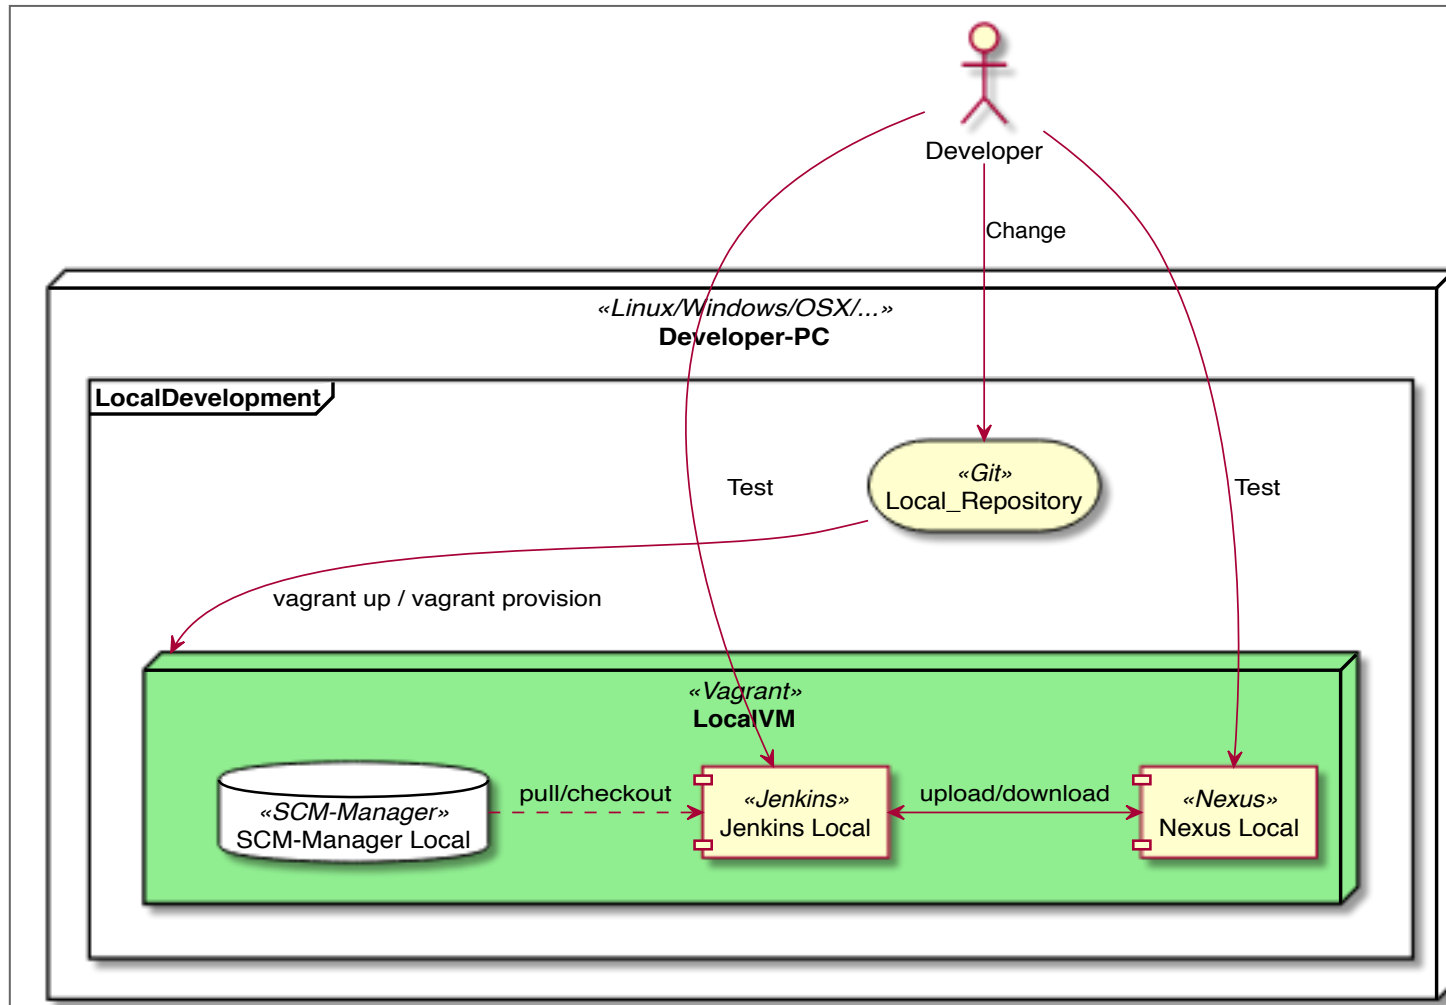 Developer
Change
«Linux/Windows/OSX/...»
Developer-PC
LocalDevelopment
«Git»
Local_Repository
Test
Test
vagrant up / vagrant provision
«Vagrant»
LocalVM
«SCM-Manager»
SCM-Manager Local
pull/checkout
«Jenkins»
Jenkins Local
upload/download
«Nexus»
Nexus Local